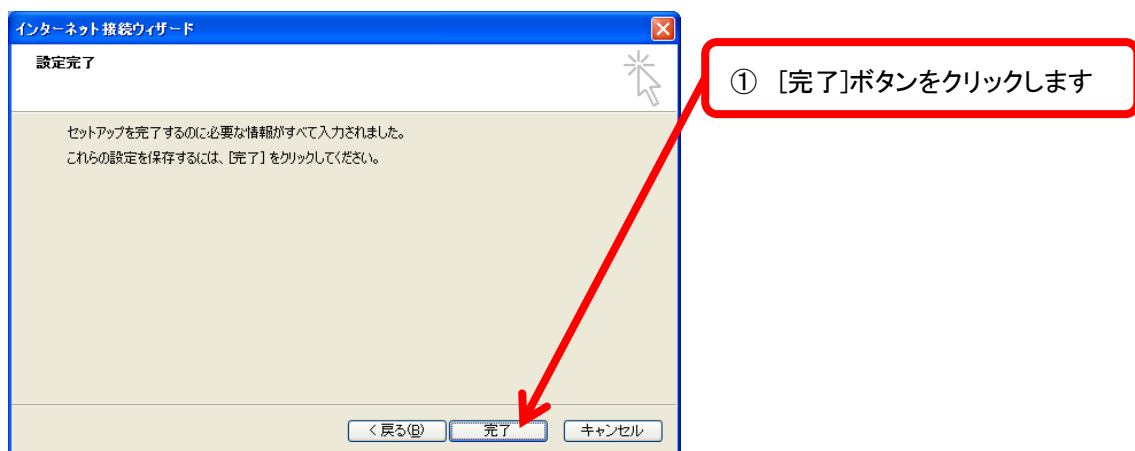 インターネット接続ウィザード
設定完了
① [完了]ボタンをクリックします
セットアップを完了するのに必要な情報がすべて入力されました。
これらの設定を保存するには、[完了] をクリックしてください。
< 戻る(B)
完了
キャンセル